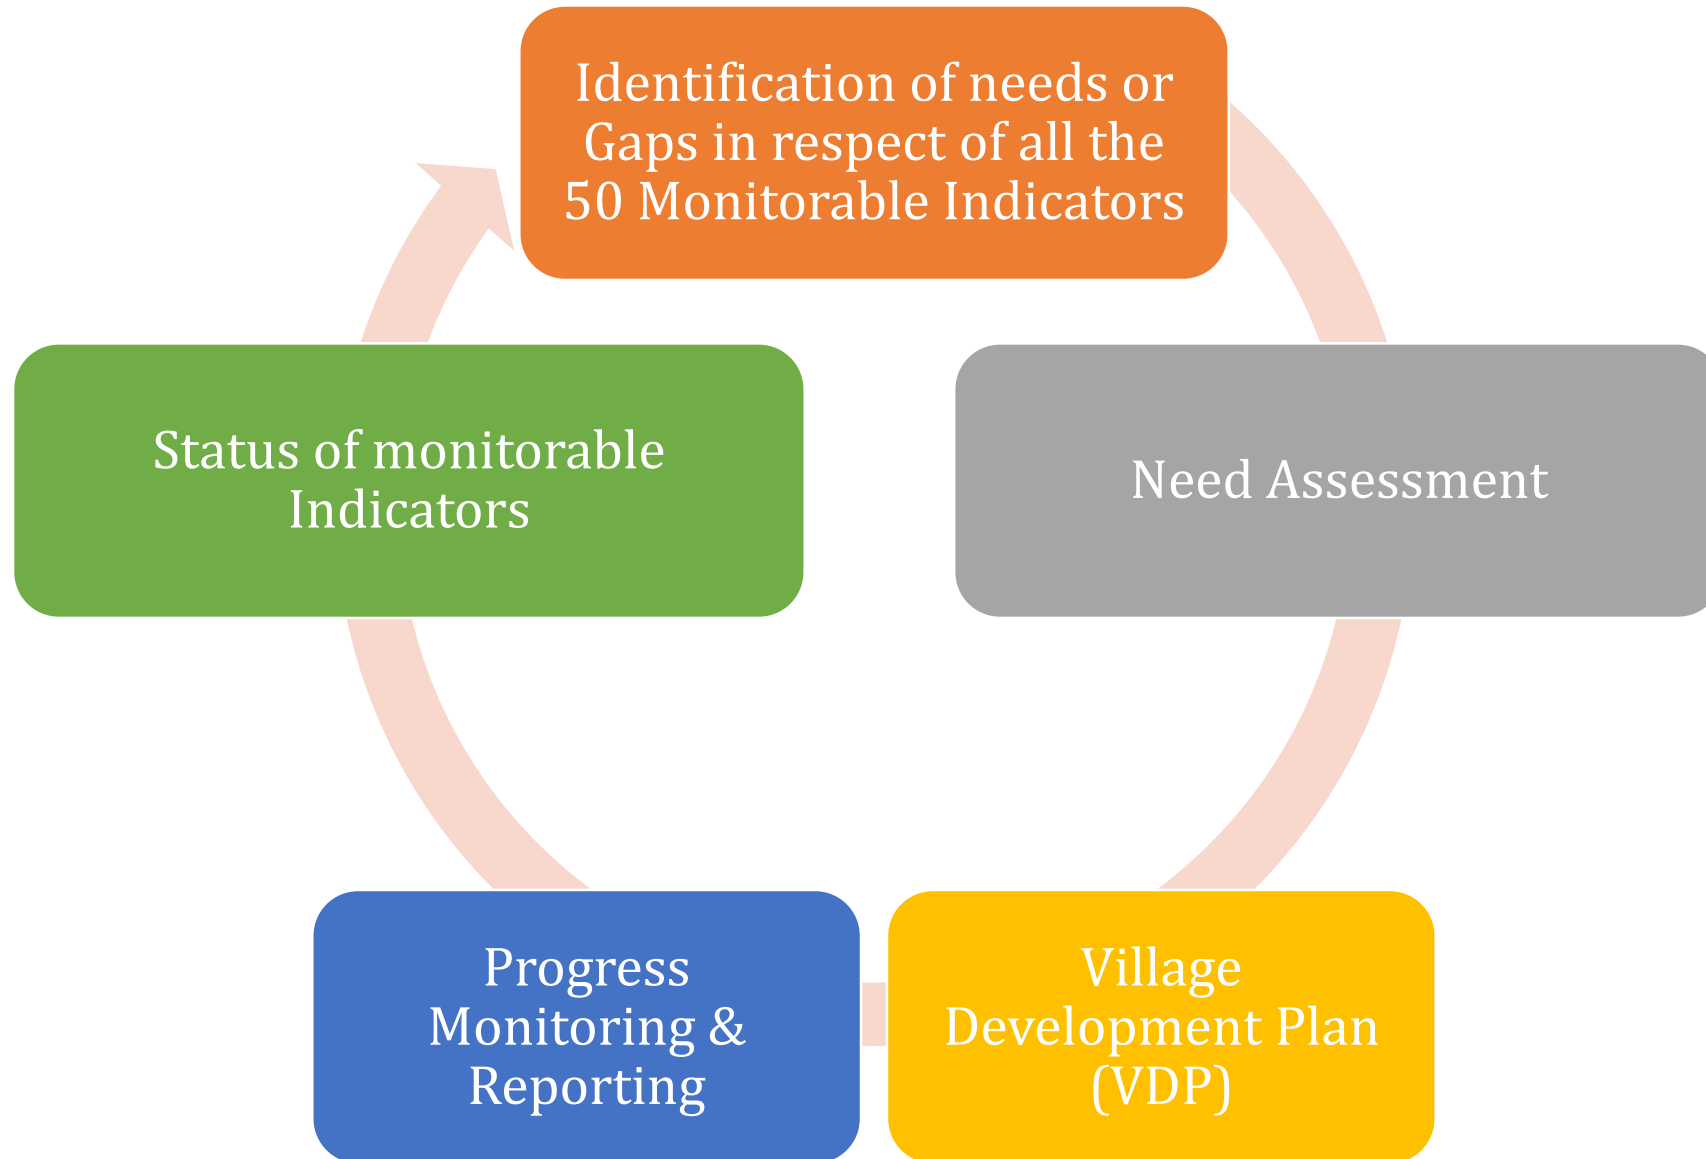 Identification of needs or
Gaps in respect of all the
50 Monitorable Indicators
Need Assessment
Village
Development Plan
(VDP)
Progress
Monitoring &
Reporting
Status of monitorable
Indicators